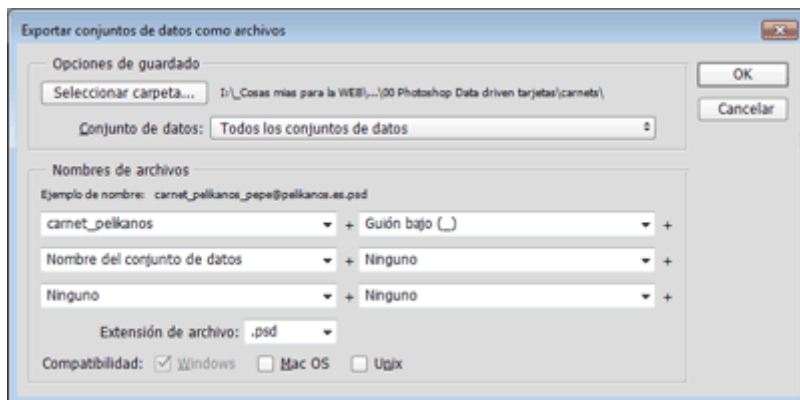 Exportar conjuntos de datos como archivos
Opciones de guardado
OK
Seleccionar carpeta... I:\_Cosas mias para la WEB\,...\00 Photoshop Data driven tarjetas\carnets\
Cancelar
Conjunto de datos: Todos los conjuntos de datos
Nombres de archivos
Ejemplo de nombre: carnet_pelikanos_pepe@pelikanos.es.psd
carnet_pelikanos + Guión bajo (_) +
Nombre del conjunto de datos + Ninguno +
Ninguno + Ninguno +
Extensión de archivo: .psd
Compatibilidad: Windows Mac OS Unix